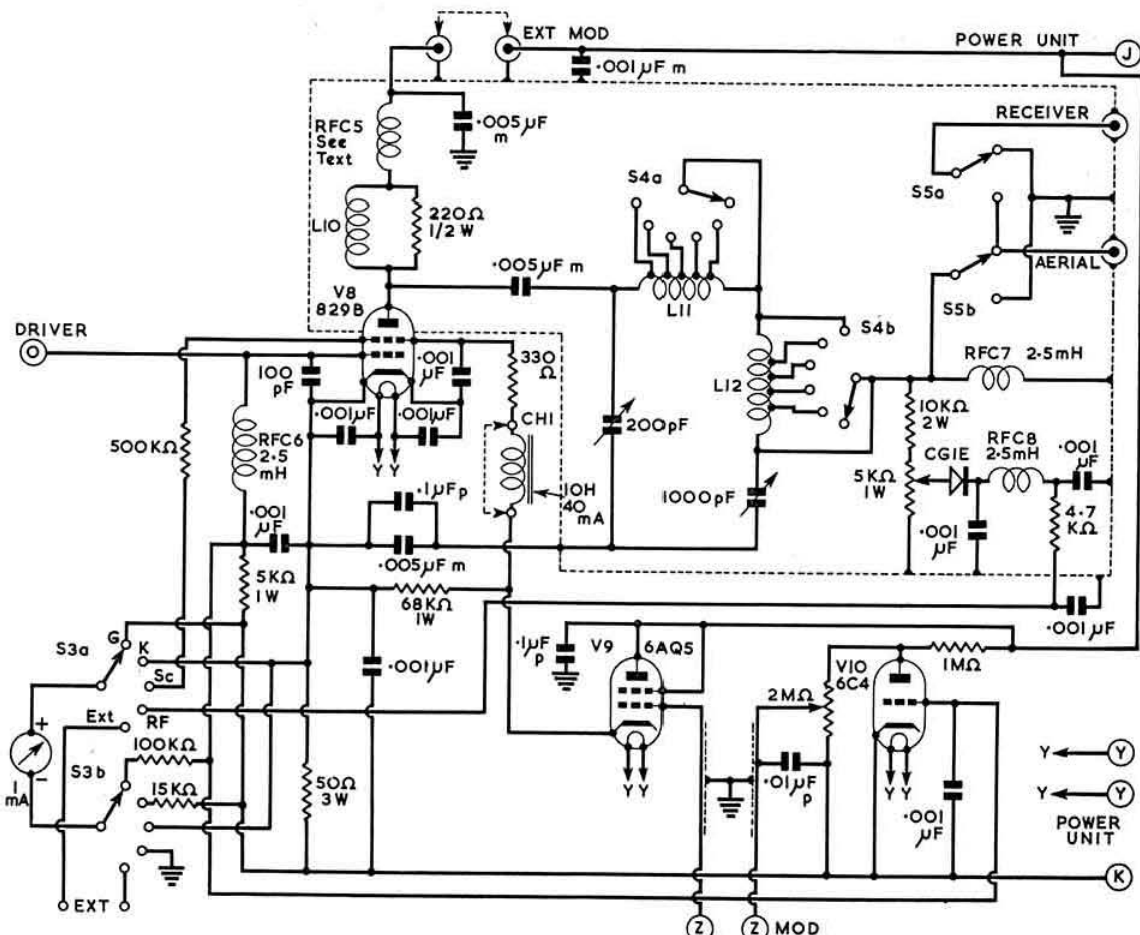 EXT MOD
POWER UNIT
J
.001µF m
RECEIVER
RFC5
See
Text
.005µF
m
S4a
S5a
L10
220Ω
1/2 W
.005µF m
AERIAL
V8
829B
L11
S5b
S4b
DRIVER
33O
Ω
RFC7 2.5mH
100
pF
.001
µF
L12
.001µF
.001µF
CH1
200pF
10KΩ
2W
500KΩ
RFC6
2.5
mH
Y Y
RFC8
2.5mH
.001
µF
CG1E
.1µFp
10H
40
mA
1000pF
5KΩ
1W
.001
µF
4.7
KΩ
.001
µF
.005µF m
5KΩ
1W
68KΩ
1W
.001µF
G
S3a
K
.001µF
.1µF
p
V9
6AQ5
V10
6C4
1MΩ
Sc
2MΩ
RF
Ext
+
100KΩ
S3b
1
mA
−
15KΩ
50Ω
3W
Y Y
.01µF
p
Y Y
Y
Y
.001
µF
Y
Y
POWER
UNIT
K
EXT
Z
Z
MOD